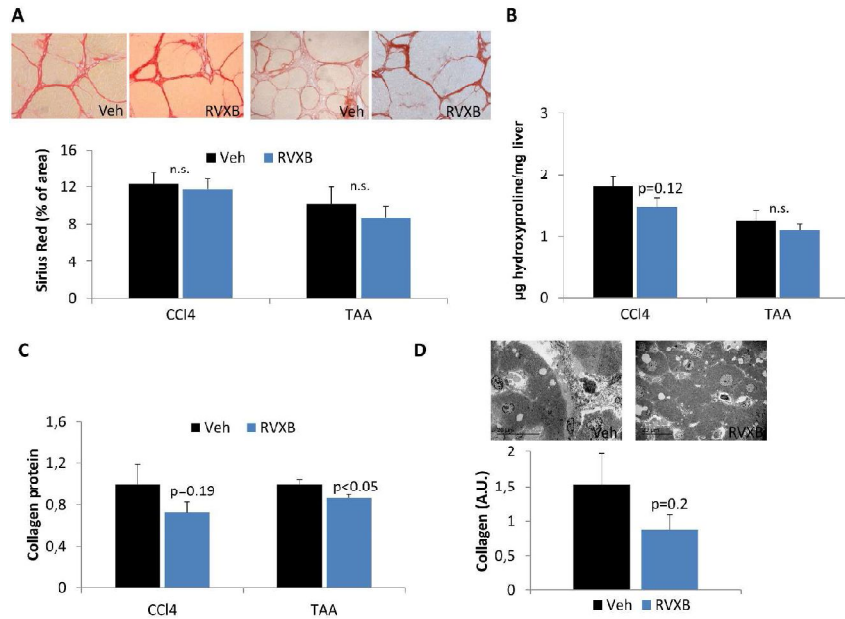 A
Veh
RVXB
Veh
RVXB
Veh RVXB
Sirius Red (% of area)
16
12
8
4
0
n.s.
n.s.
CCl4
TAA
B
µg hydroxyproline/mg liver
3
2
1
0
p=0.12
n.s.
CCl4
TAA
C
Veh RVXB
Collagen protein
1,6
1,2
0,8
0,4
0
p=0.19
p<0.05
CCl4
TAA
D
Veh
RVXB
Collagen (A.U.)
2
1,5
1
0,5
0
p=0.2
Veh RVXB